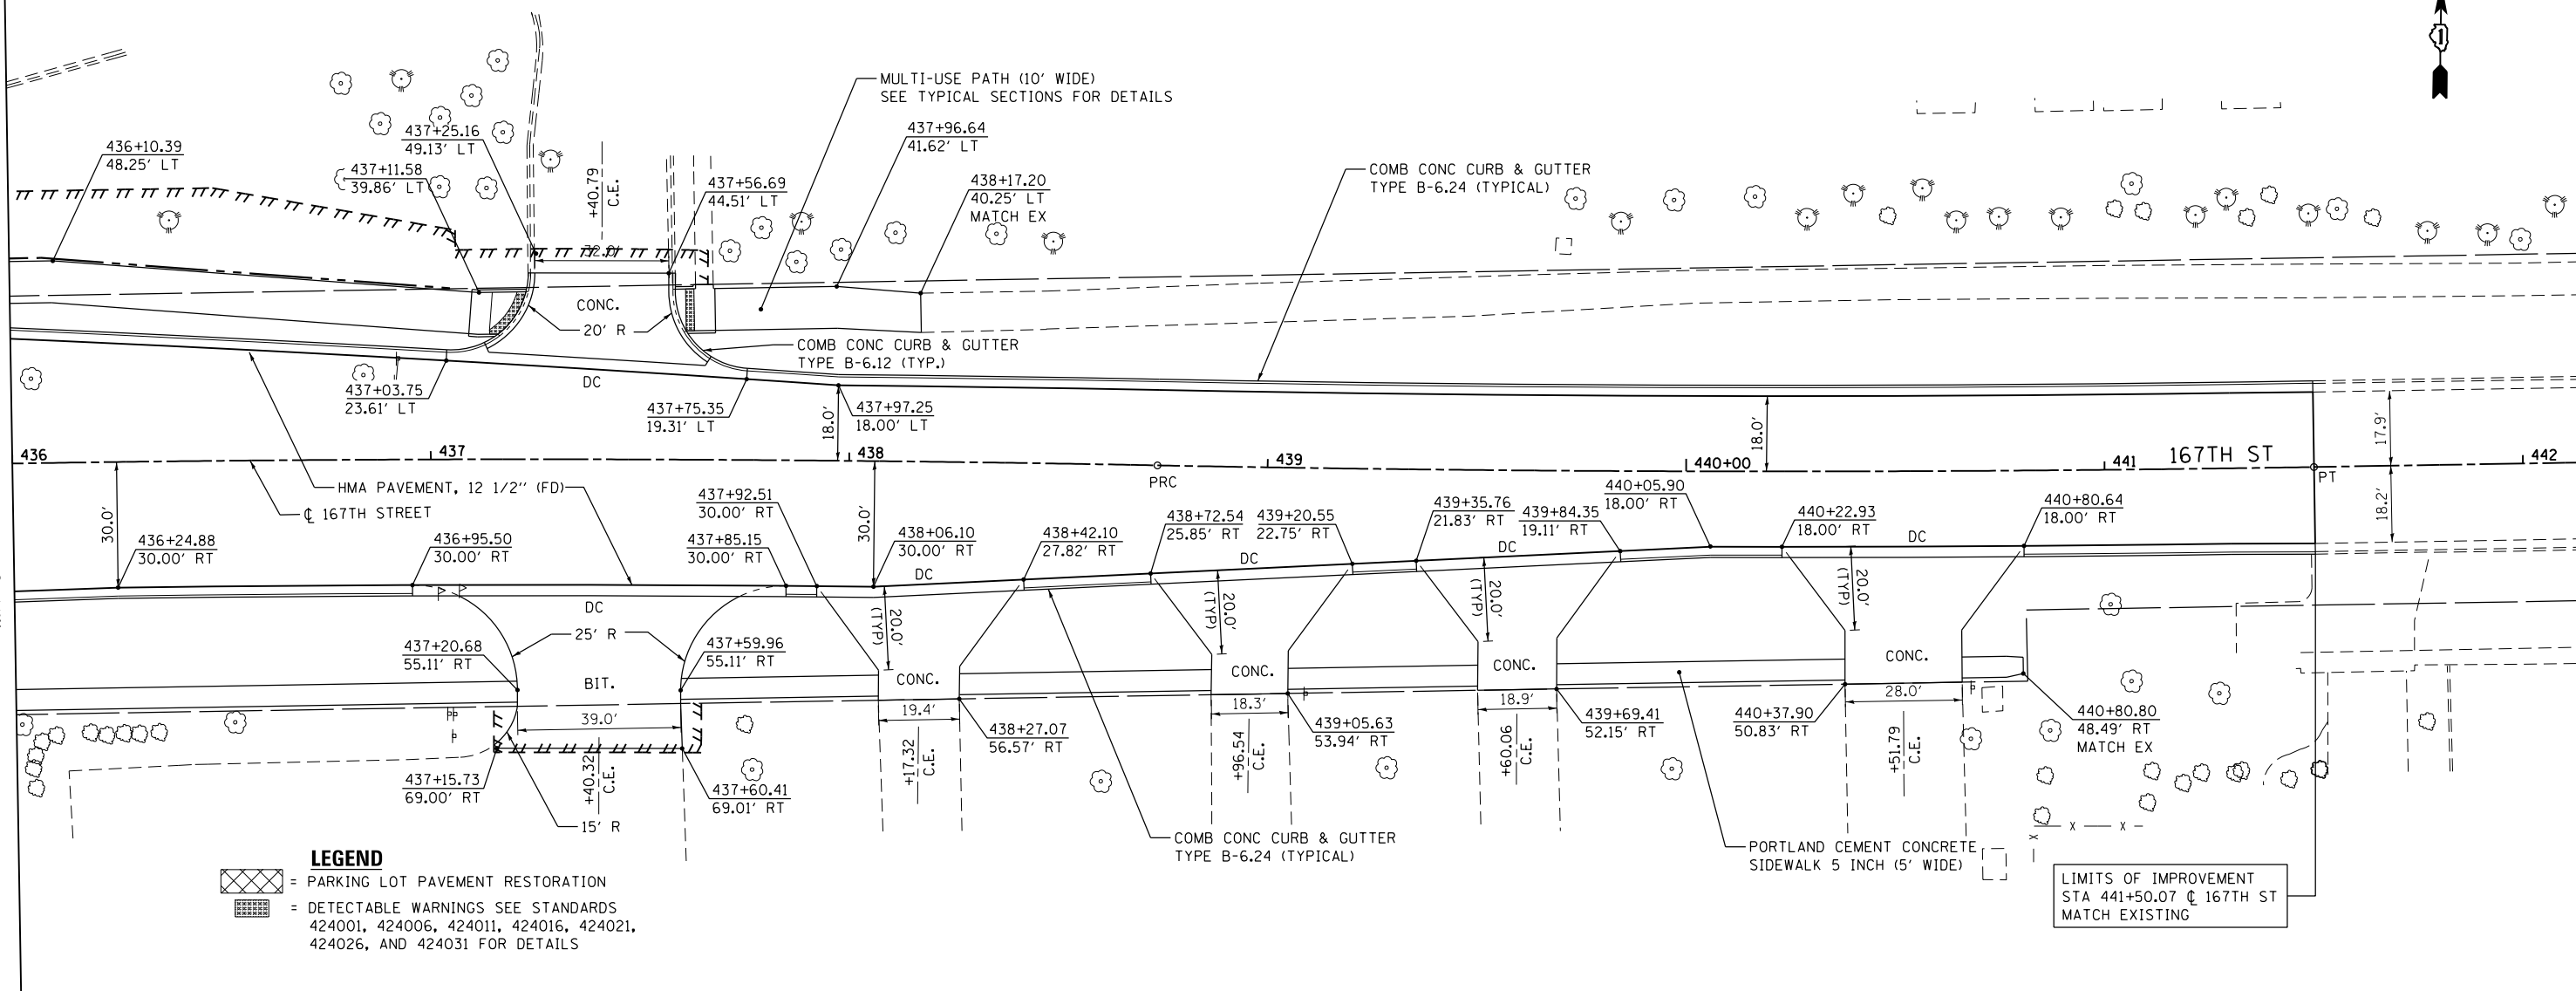 MULTI-USE PATH (10' WIDE)
SEE TYPICAL SECTIONS FOR DETAILS
1
436+10.39
48.25' LT
437+25.16
49.13' LT
437+11.58
39.86' LT
+40.79
C.E.
437+56.69
44.51' LT
437+96.64
41.62' LT
438+17.20
40.25' LT
MATCH EX
COMB CONC CURB & GUTTER
TYPE B-6.24 (TYPICAL)
32.0'
CONC.
20' R
COMB CONC CURB & GUTTER
TYPE B-6.12 (TYP.)
DC
437+03.75
23.61' LT
437+75.35
19.31' LT
437+97.25
18.00' LT
18.0'
18.0'
17.9'
436
437
438
439
440+00
441
167TH ST
442
PRC
PT
HMA PAVEMENT, 12 1/2" (FD)
℄ 167TH STREET
30.0'
30.0'
18.2'
436+24.88
30.00' RT
436+95.50
30.00' RT
437+92.51
30.00' RT
437+85.15
30.00' RT
438+06.10
30.00' RT
438+42.10
27.82' RT
438+72.54
25.85' RT
439+20.55
22.75' RT
439+35.76
21.83' RT
439+84.35
19.11' RT
440+05.90
18.00' RT
440+22.93
18.00' RT
440+80.64
18.00' RT
DC
DC
DC
DC
DC
20.0'
(TYP)
20.0'
(TYP)
20.0'
(TYP)
20.0'
(TYP)
25' R
437+20.68
55.11' RT
437+59.96
55.11' RT
BIT.
CONC.
CONC.
CONC.
CONC.
39.0'
19.4'
18.3'
18.9'
28.0'
438+27.07
56.57' RT
439+05.63
53.94' RT
439+69.41
52.15' RT
440+37.90
50.83' RT
440+80.80
48.49' RT
MATCH EX
437+15.73
69.00' RT
+40.32
C.E.
437+60.41
69.01' RT
+17.32
C.E.
+96.54
C.E.
+60.06
C.E.
+51.79
C.E.
15' R
COMB CONC CURB & GUTTER
TYPE B-6.24 (TYPICAL)
PORTLAND CEMENT CONCRETE
SIDEWALK 5 INCH (5' WIDE)
X X
X
LEGEND
= PARKING LOT PAVEMENT RESTORATION
= DETECTABLE WARNINGS SEE STANDARDS
424001, 424006, 424011, 424016, 424021,
424026, AND 424031 FOR DETAILS
LIMITS OF IMPROVEMENT
STA 441+50.07 ℄ 167TH ST
MATCH EXISTING